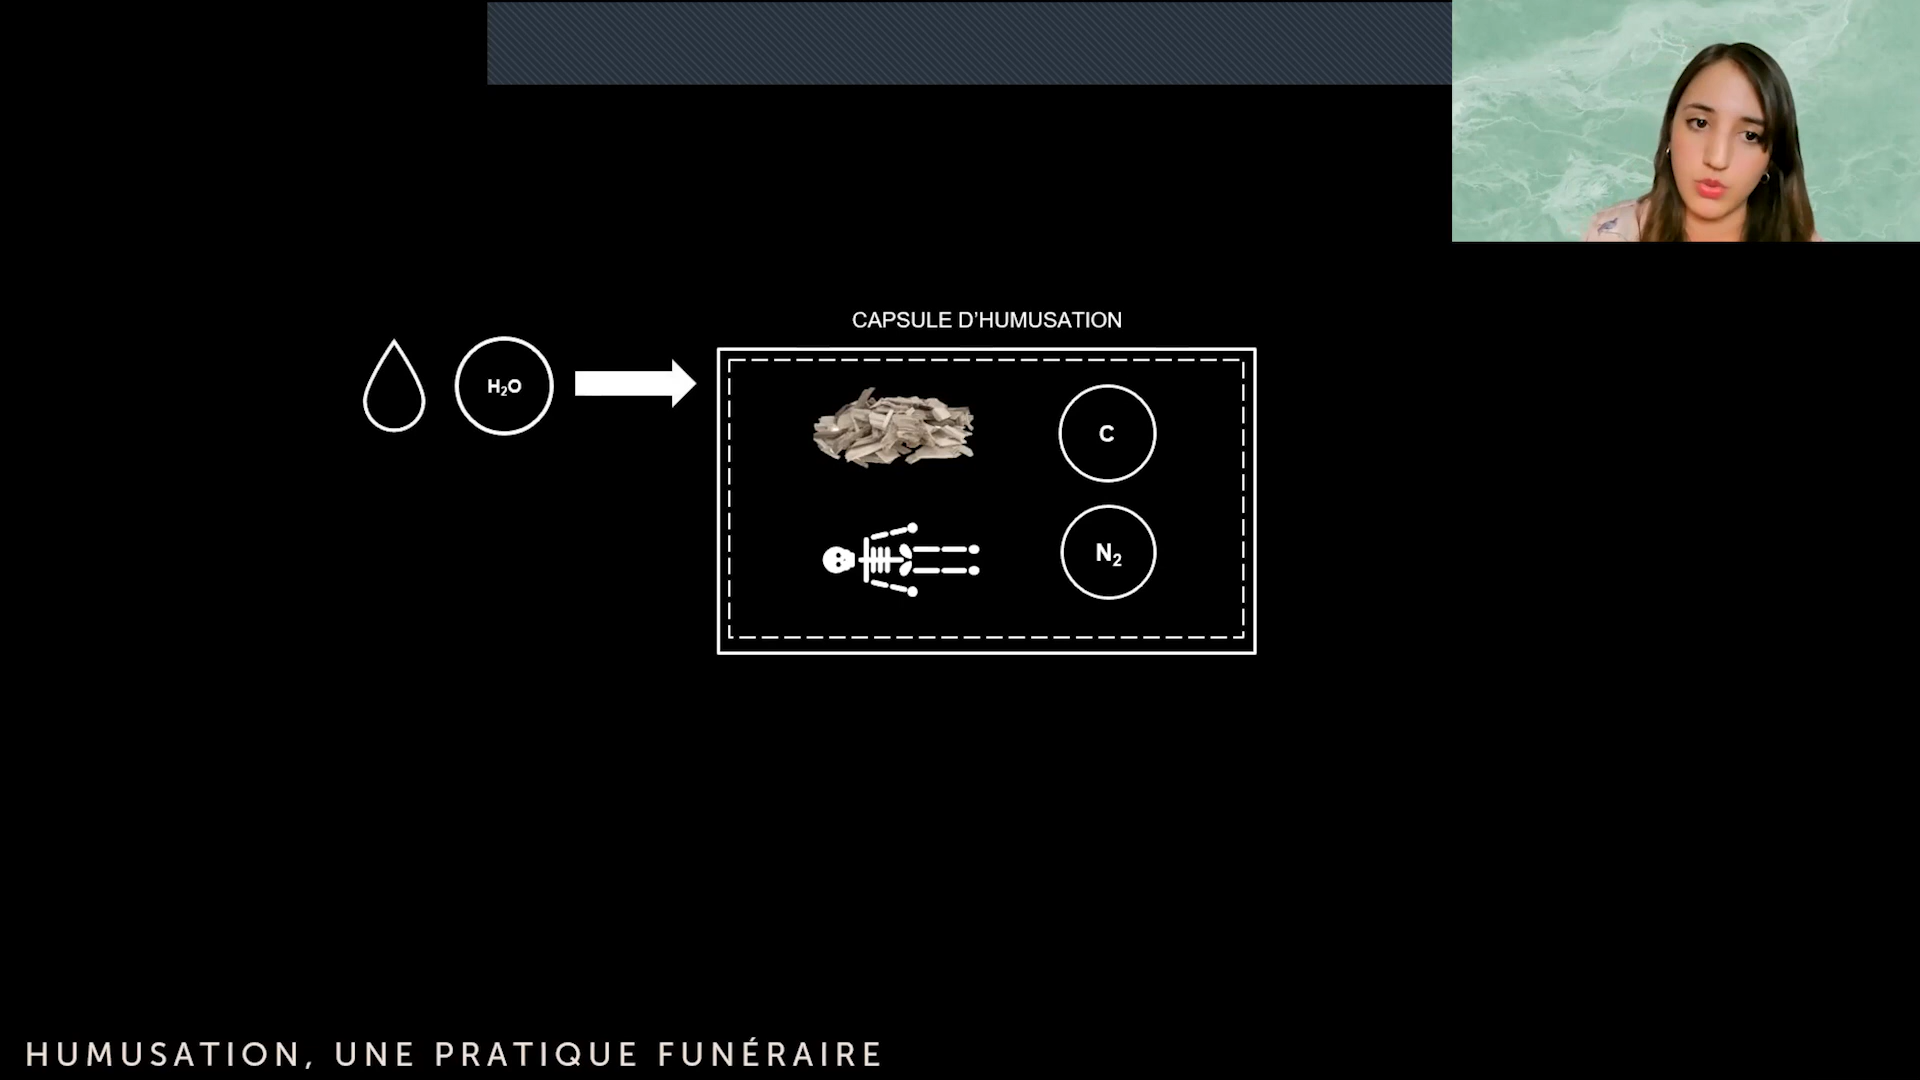 CAPSULE D'HUMUSATION
H₂O
C
N₂
HUMUSATION, UNE PRATIQUE FUNÉRAIRE